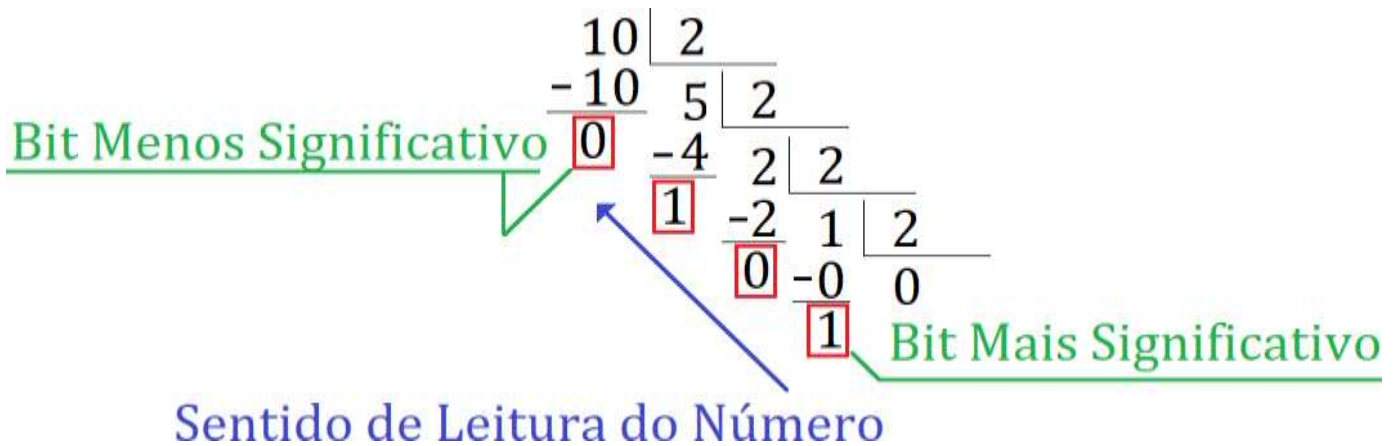 10 2
-10 5 2
Bit Menos Significativo 0 -4 2 2
1 -2 1 2
0 -0 0
1 Bit Mais Significativo
Sentido de Leitura do Número